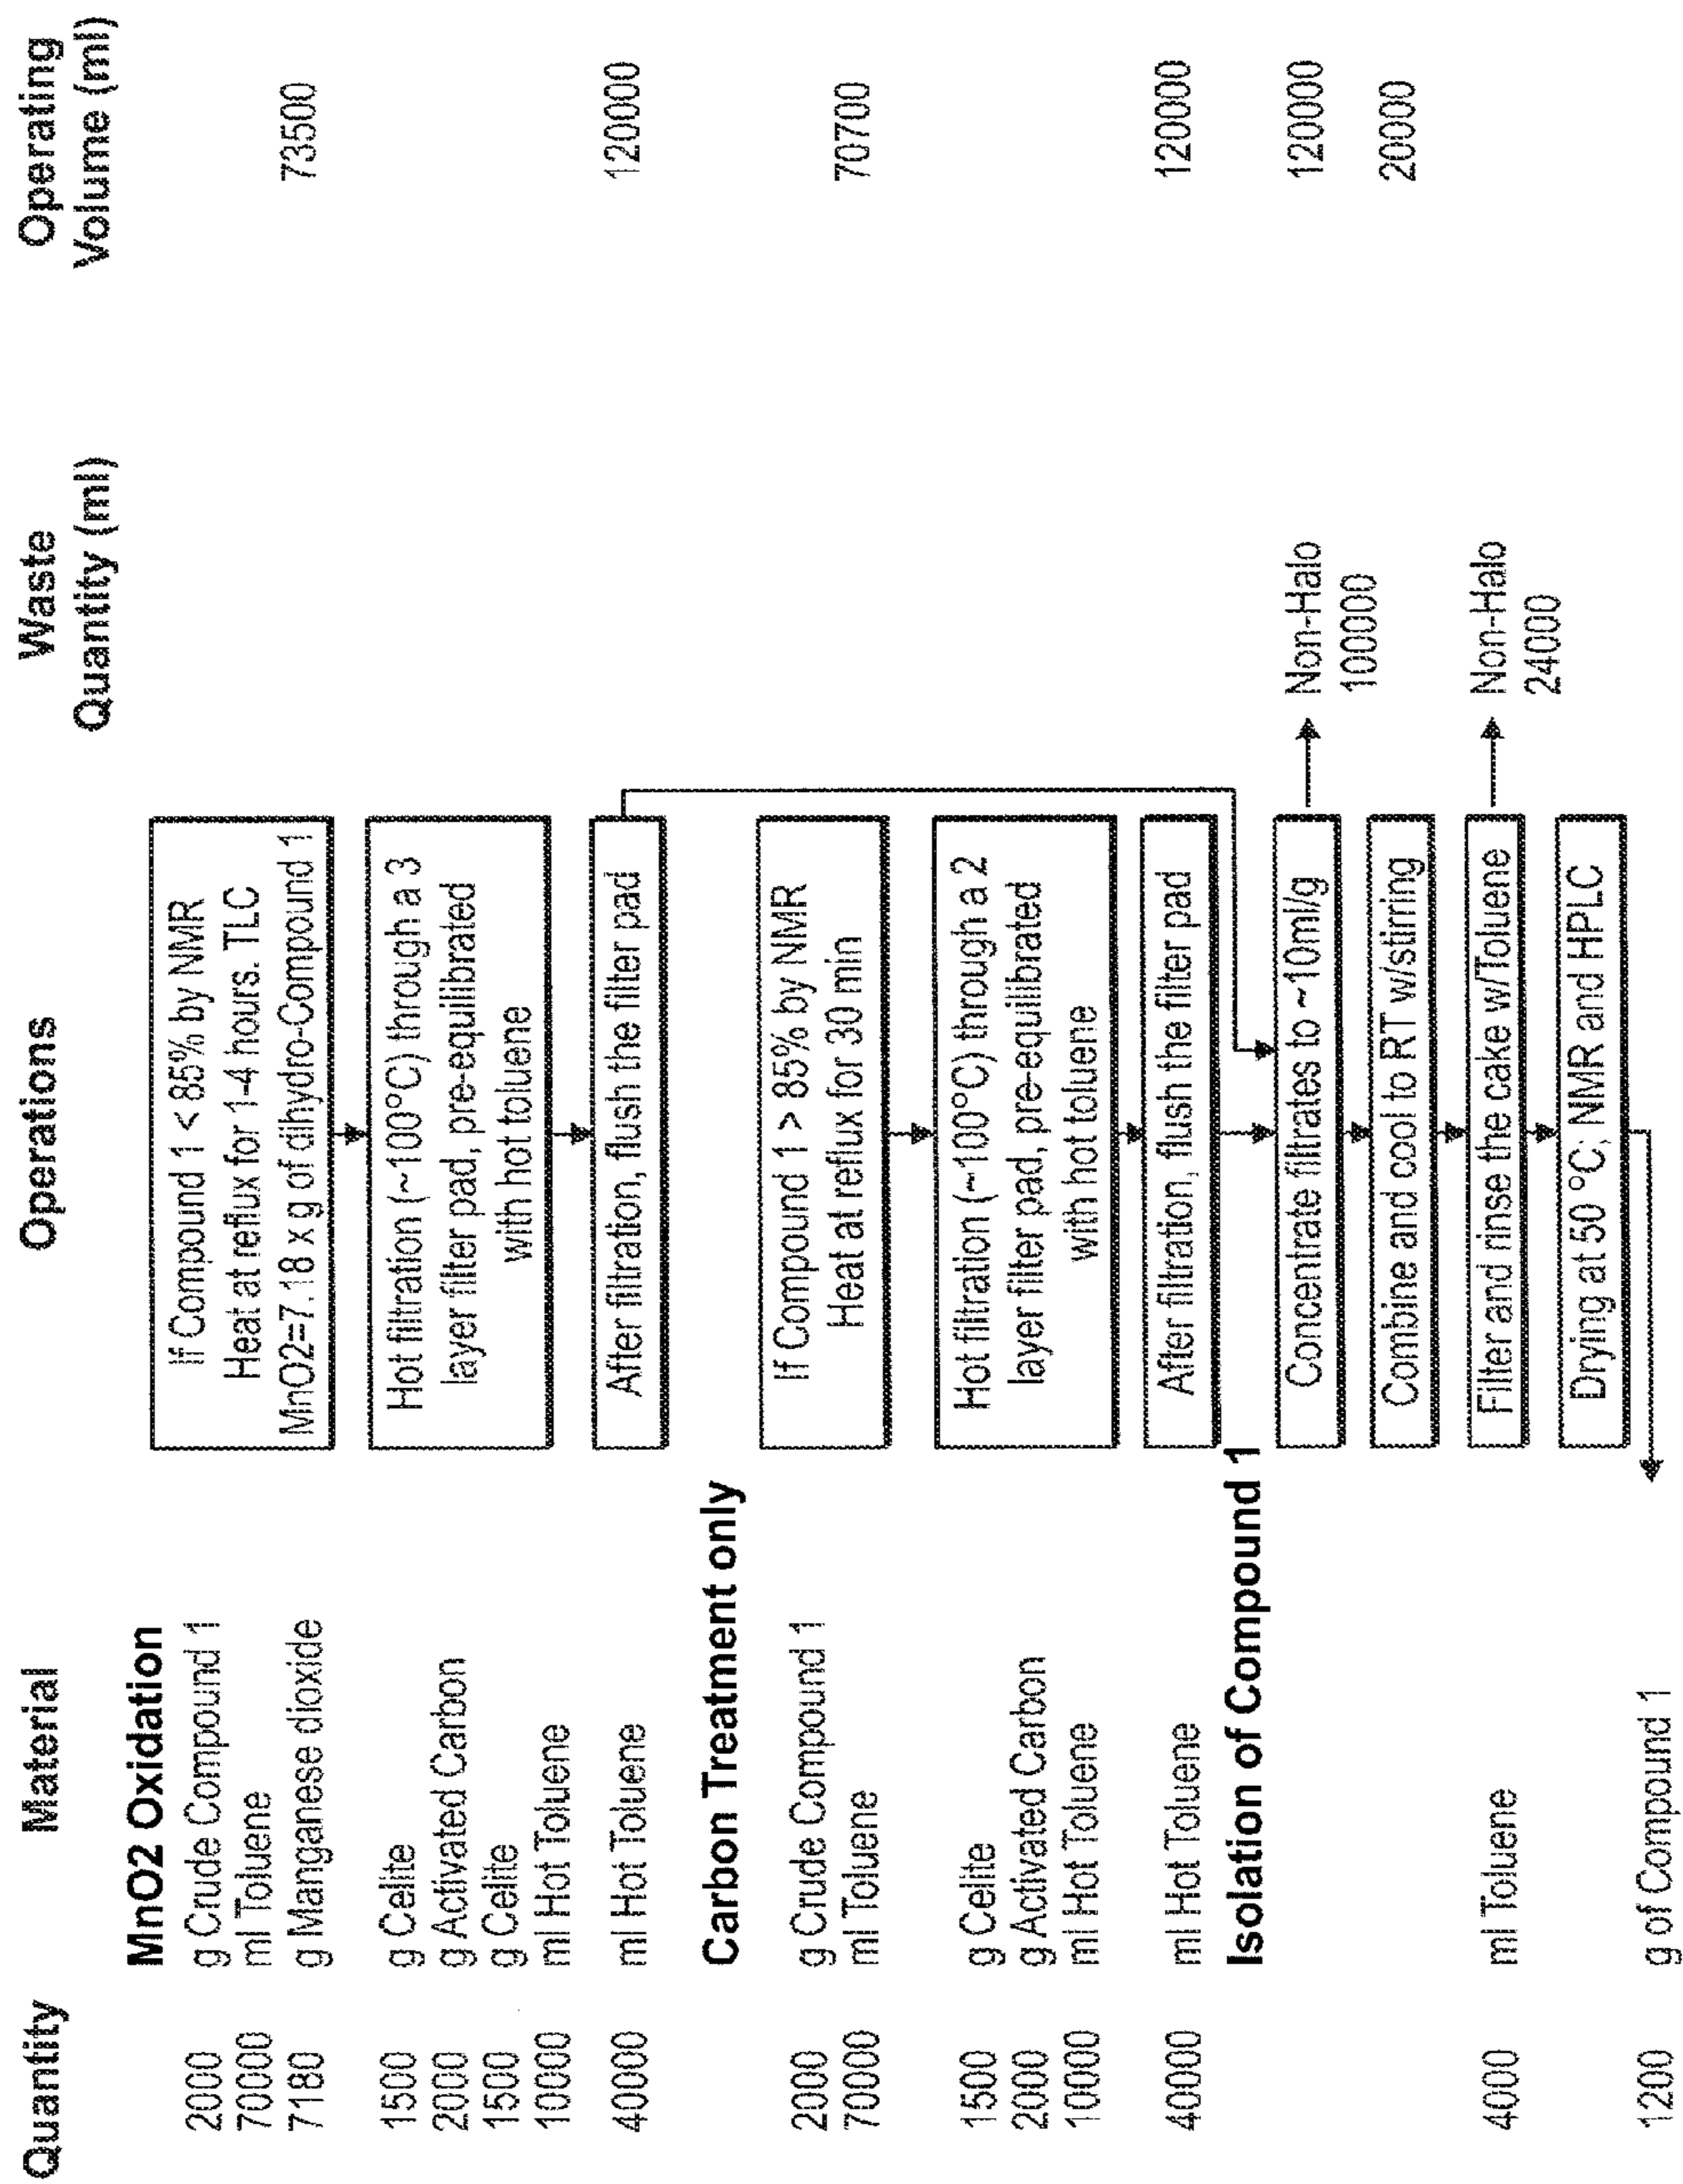 Quantity Material Operations Waste Quantity (ml) Operating Volume (ml)
MnO2 Oxidation
2000 g Crude Compound 1
70000 ml Toluene
7180 g Manganese dioxide
If Compound 1 < 85% by NMR
Heat at reflux for 1-4 hours. TLC
MnO2=7.18 x g of dihydro-Compound 1
73500
1500 g Celite
2000 g Activated Carbon
1500 g Celite
10000 ml Hot Toluene
Hot filtration (~100°C) through a 3
layer filter pad, pre-equilibrated
with hot toluene
40000 ml Hot Toluene
After filtration, flush the filter pad
120000
Carbon Treatment only
2000 g Crude Compound 1
70000 ml Toluene
If Compound 1 > 85% by NMR
Heat at reflux for 30 min
70700
1500 g Celite
2000 g Activated Carbon
10000 ml Hot Toluene
Hot filtration (~100°C) through a 2
layer filter pad, pre-equilibrated
with hot toluene
40000 ml Hot Toluene
After filtration, flush the filter pad
120000
Isolation of Compound 1
Concentrate filtrates to ~10ml/g
Non-Halo
100000
120000
Combine and cool to RT w/stirring
20000
4000 ml Toluene
Filter and rinse the cake w/Toluene
Non-Halo
24000
Drying at 50 °C; NMR and HPLC
1200 g of Compound 1